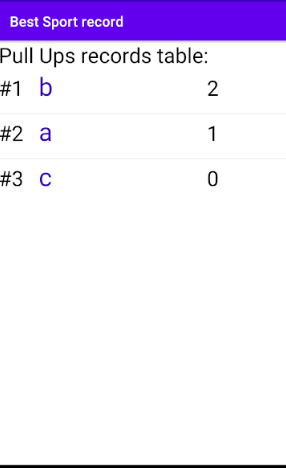 Best Sport record
Pull Ups records table:
#1 b 2
#2 a 1
#3 c 0